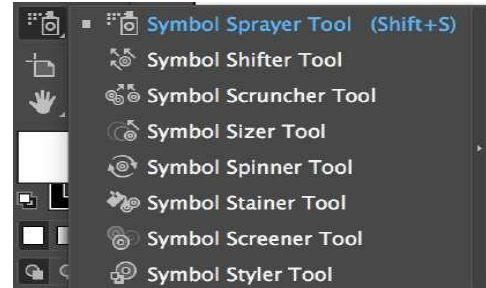 Symbol Sprayer Tool (Shift+S)
Symbol Shifter Tool
Symbol Scruncher Tool
Symbol Sizer Tool
Symbol Spinner Tool
Symbol Stainer Tool
Symbol Screener Tool
Symbol Styler Tool